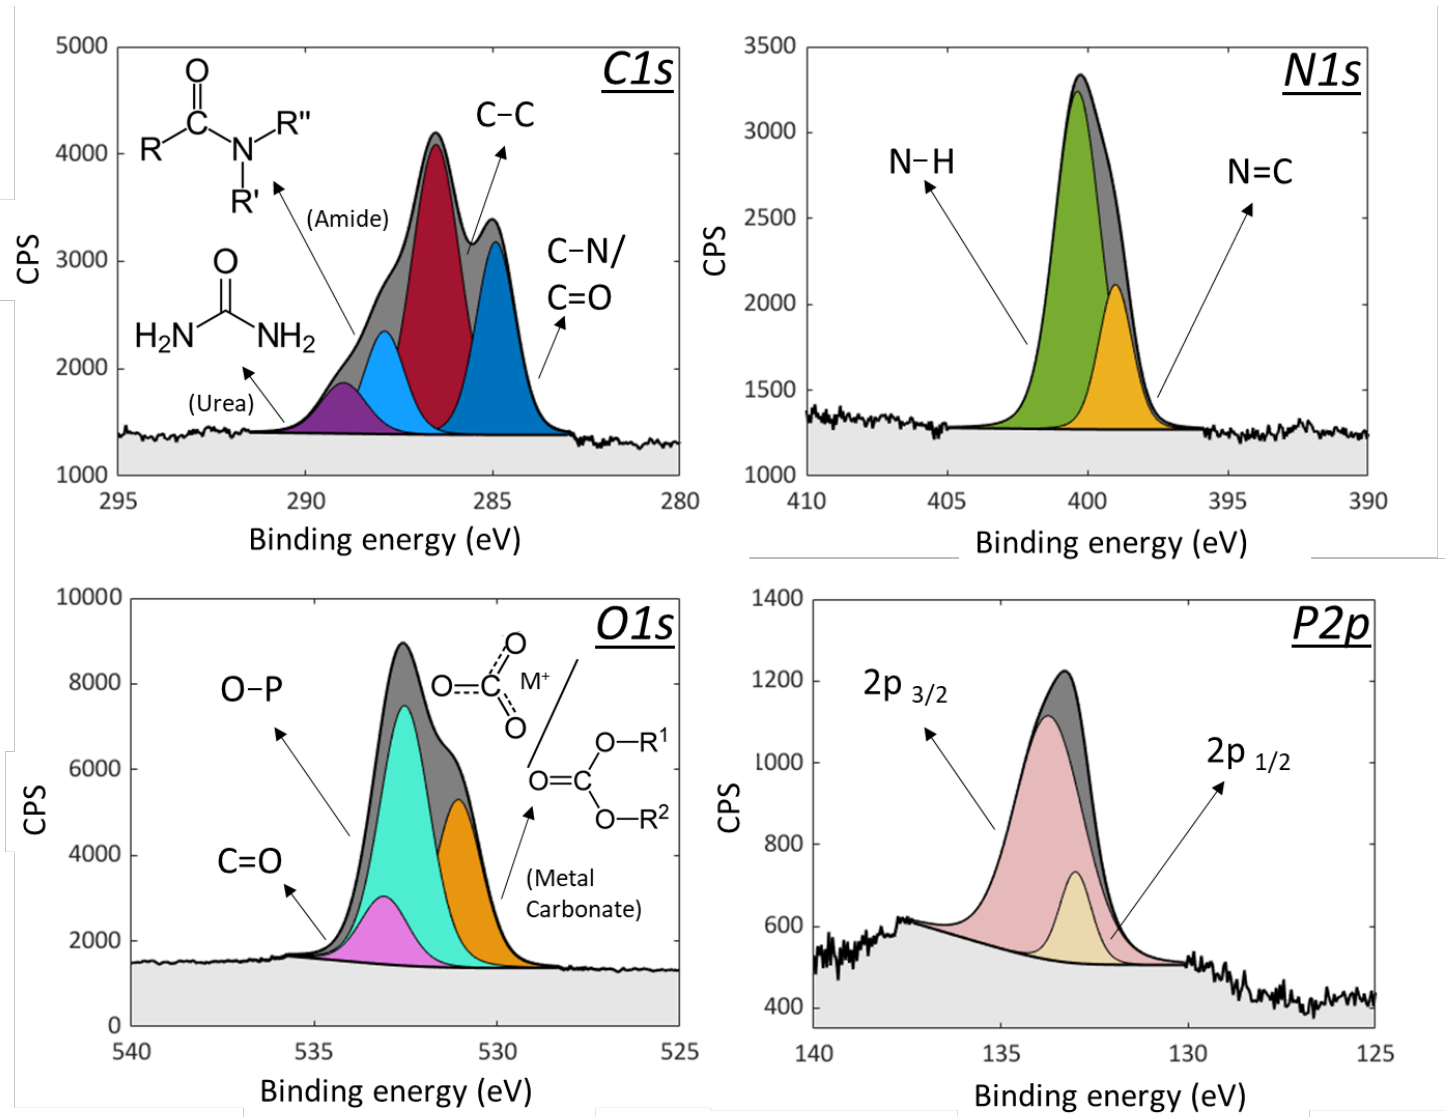 C1s
5000
4000
3000
2000
1000
CPS
O
C
R
N
R''
R'
(Amide)
O
H2N
NH2
(Urea)
C-C
C-N/
C=O
295
290
285
280
Binding energy (eV)
N1s
3500
3000
2500
2000
1500
1000
CPS
N-H
N=C
410
405
400
395
390
Binding energy (eV)
O1s
10000
8000
6000
4000
2000
0
CPS
O-P
C=O
O
O
C
M+
O
O-R1
O
C
O-R2
(Metal
Carbonate)
540
535
530
525
Binding energy (eV)
P2p
1400
1200
1000
800
600
400
CPS
2p 3/2
2p 1/2
140
135
130
125
Binding energy (eV)